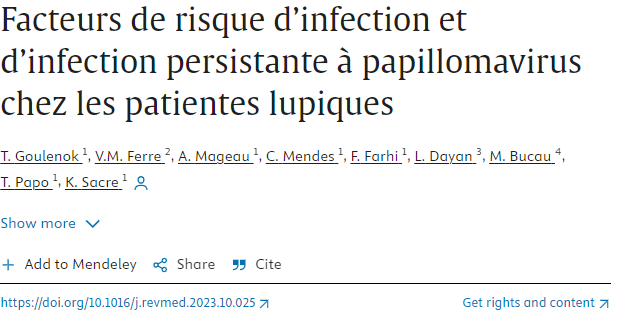 Facteurs de risque d’infection et
d’infection persistante à papillomavirus
chez les patientes lupiques
T. Goulenok 1, V.M. Ferre 2, A. Mageau 1, C. Mendes 1, F. Farhi 1, L. Dayan 3, M. Bucau 4,
T. Papo 1, K. Sacre 1
Show more
Add to Mendeley Share Cite
https://doi.org/10.1016/j.revmed.2023.10.025 Get rights and content